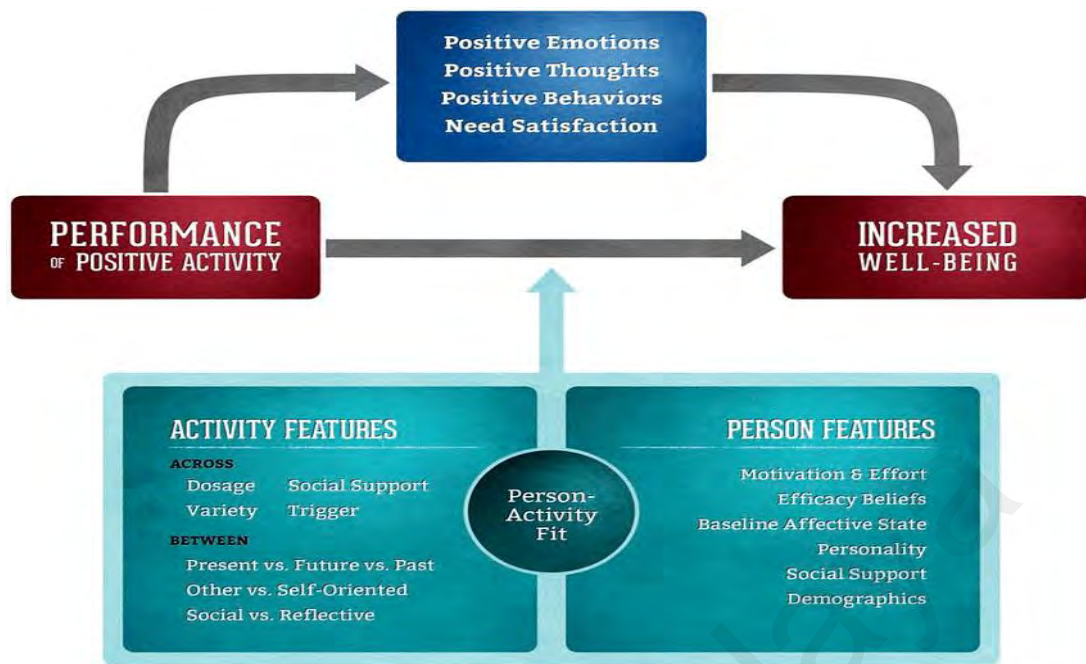 Positive Emotions
Positive Thoughts
Positive Behaviors
Need Satisfaction
PERFORMANCE
OF POSITIVE ACTIVITY
INCREASED
WELL-BEING
ACTIVITY FEATURES
ACROSS
Dosage Social Support
Variety Trigger
BETWEEN
Present vs. Future vs. Past
Other vs. Self-Oriented
Social vs. Reflective
Person-
Activity
Fit
PERSON FEATURES
Motivation & Effort
Efficacy Beliefs
Baseline Affective State
Personality
Social Support
Demographics